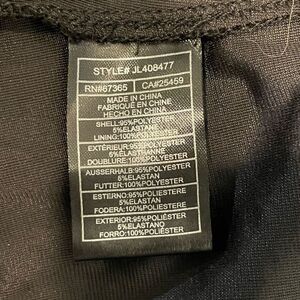 STYLE# JL408477
RN#67365 CA#25459
MADE IN CHINA
FABRIQUÉ EN CHINE
HECHO EN CHINA
SHELL:95%POLYESTER
5%ELASTANE
LINING:100%POLYESTER
EXTÉRIEUR:95%POLYESTER
5%ÉLASTHANNE
DOUBLURE:100%POLYESTER
AUSSERHALB:95%POLYESTER
5%ELASTAN
FUTTER:100%POLYESTER
ESTERNO:95%POLIESTERE
5%ELASTAN
FODERA:100%POLIESTERE
EXTERIOR:95%POLIÉSTER
5%ELASTANO
FORRO:100%POLIÉSTER